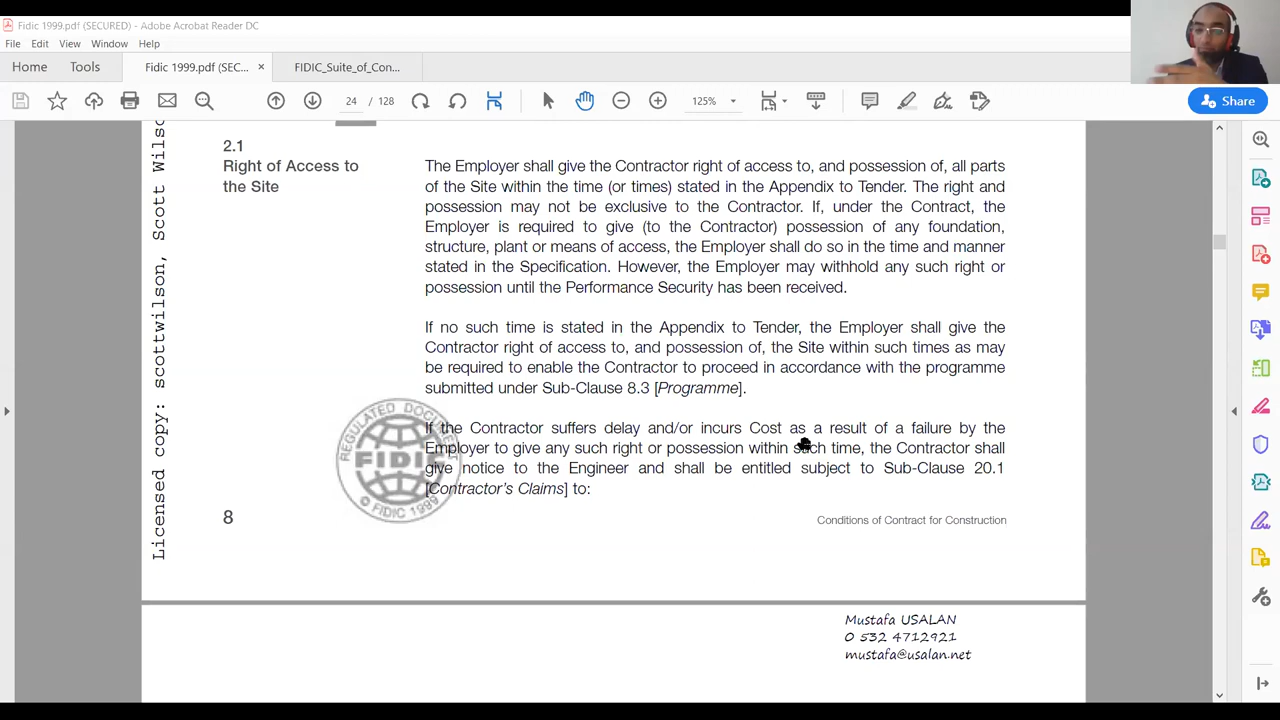 Fidic 1999.pdf (SECURED) - Adobe Acrobat Reader DC
File Edit View Window Help
Home Tools Fidic 1999.pdf (SEC... × FIDIC_Suite_of_Con...
24 / 128 125% Share
2.1
Right of Access to
the Site
The Employer shall give the Contractor right of access to, and possession of, all parts
of the Site within the time (or times) stated in the Appendix to Tender. The right and
possession may not be exclusive to the Contractor. If, under the Contract, the
Employer is required to give (to the Contractor) possession of any foundation,
structure, plant or means of access, the Employer shall do so in the time and manner
stated in the Specification. However, the Employer may withhold any such right or
possession until the Performance Security has been received.
If no such time is stated in the Appendix to Tender, the Employer shall give the
Contractor right of access to, and possession of, the Site within such times as may
be required to enable the Contractor to proceed in accordance with the programme
submitted under Sub-Clause 8.3 [Programme].
If the Contractor suffers delay and/or incurs Cost as a result of a failure by the
Employer to give any such right or possession within such time, the Contractor shall
give notice to the Engineer and shall be entitled subject to Sub-Clause 20.1
[Contractor's Claims] to:
8
Conditions of Contract for Construction
Licensed copy: scottwilson, Scott Wilso
REGULATED DOCUME
FIDIC
© FIDIC 1999
Mustafa USALAN
0 532 4712921
mustafa@usalan.net